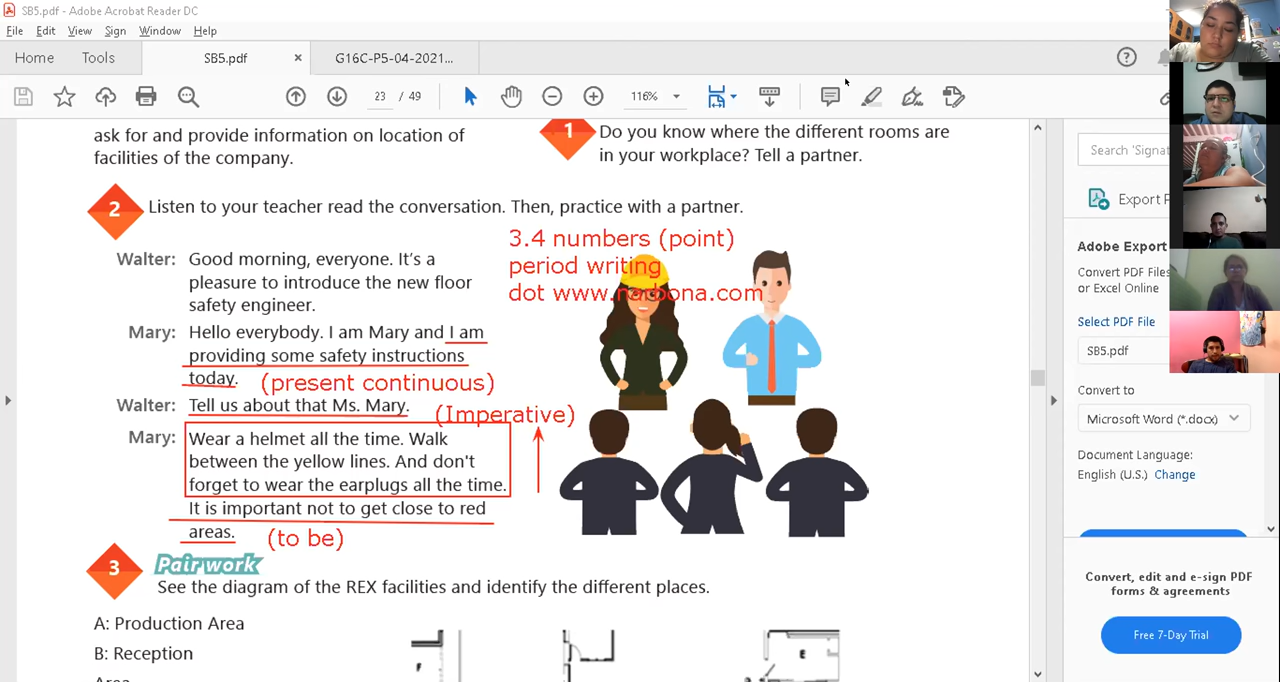 SB5.pdf - Adobe Acrobat Reader DC
File Edit View Sign Window Help
Home Tools SB5.pdf × G16C-P5-04-2021...
23 / 49 116%
ask for and provide information on location of
facilities of the company.
1 Do you know where the different rooms are
in your workplace? Tell a partner.
2 Listen to your teacher read the conversation. Then, practice with a partner.
3.4 numbers (point)
period writing
dot www.narbona.com
Walter: Good morning, everyone. It's a
pleasure to introduce the new floor
safety engineer.
Mary: Hello everybody. I am Mary and I am
providing some safety instructions
today. (present continuous)
Walter: Tell us about that Ms. Mary. (Imperative)
Mary: Wear a helmet all the time. Walk
between the yellow lines. And don't
forget to wear the earplugs all the time.
It is important not to get close to red
areas. (to be)
3 Pair work
See the diagram of the REX facilities and identify the different places.
A: Production Area
B: Reception
Area
F
E
Search 'Signat
Export P
Adobe Export
Convert PDF Files
or Excel Online
Select PDF File
SB5.pdf
Convert to
Microsoft Word (*.docx)
Document Language:
English (U.S.) Change
Convert, edit and e-sign PDF
forms & agreements
Free 7-Day Trial